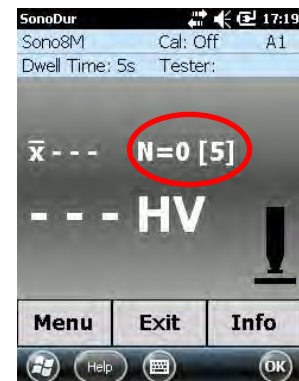 SonoDur 17:19
Sono8M Cal: Off A1
Dwell Time: 5s Tester:
x̅ - - - N=0 [5]
- - - HV
Menu Exit Info
Help OK